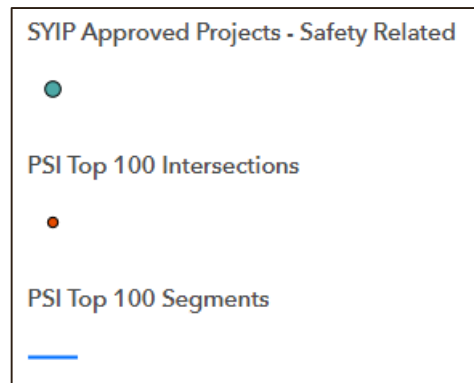 SYIP Approved Projects - Safety Related
PSI Top 100 Intersections
PSI Top 100 Segments